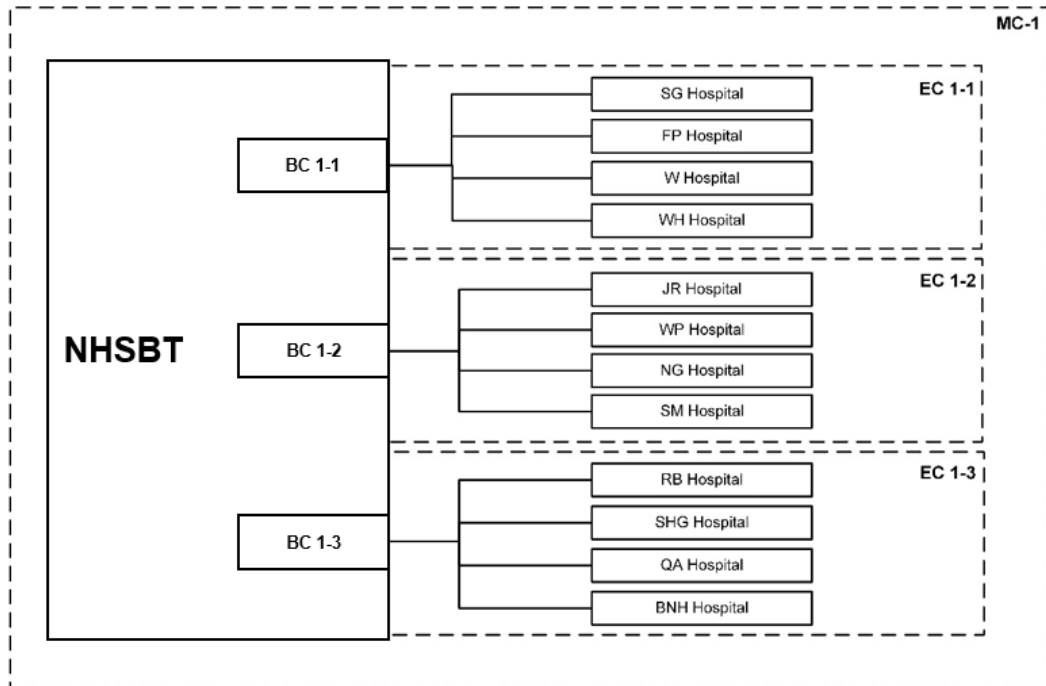 MC-1
NHSBT
EC 1-1
BC 1-1
SG Hospital
FP Hospital
W Hospital
WH Hospital
EC 1-2
BC 1-2
JR Hospital
WP Hospital
NG Hospital
SM Hospital
EC 1-3
BC 1-3
RB Hospital
SHG Hospital
QA Hospital
BNH Hospital